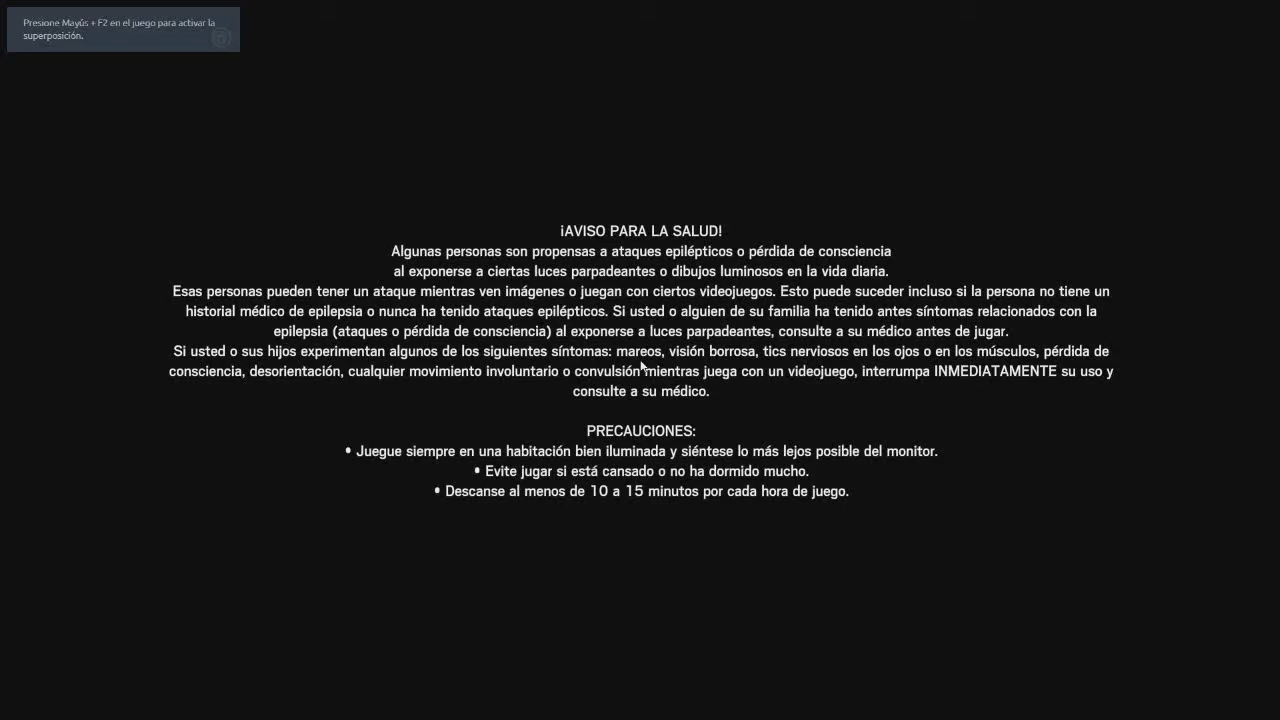 Presione Mayús + F2 en el juego para activar la
superposición.
¡AVISO PARA LA SALUD!
Algunas personas son propensas a ataques epilépticos o pérdida de consciencia
al exponerse a ciertas luces parpadeantes o dibujos luminosos en la vida diaria.
Esas personas pueden tener un ataque mientras ven imágenes o juegan con ciertos videojuegos. Esto puede suceder incluso si la persona no tiene un
historial médico de epilepsia o nunca ha tenido ataques epilépticos. Si usted o alguien de su familia ha tenido antes síntomas relacionados con la
epilepsia (ataques o pérdida de consciencia) al exponerse a luces parpadeantes, consulte a su médico antes de jugar.
Si usted o sus hijos experimentan algunos de los siguientes síntomas: mareos, visión borrosa, tics nerviosos en los ojos o en los músculos, pérdida de
consciencia, desorientación, cualquier movimiento involuntario o convulsión mientras juega con un videojuego, interrumpa INMEDIATAMENTE su uso y
consulte a su médico.
PRECAUCIONES:
• Juegue siempre en una habitación bien iluminada y siéntese lo más lejos posible del monitor.
• Evite jugar si está cansado o no ha dormido mucho.
• Descanse al menos de 10 a 15 minutos por cada hora de juego.